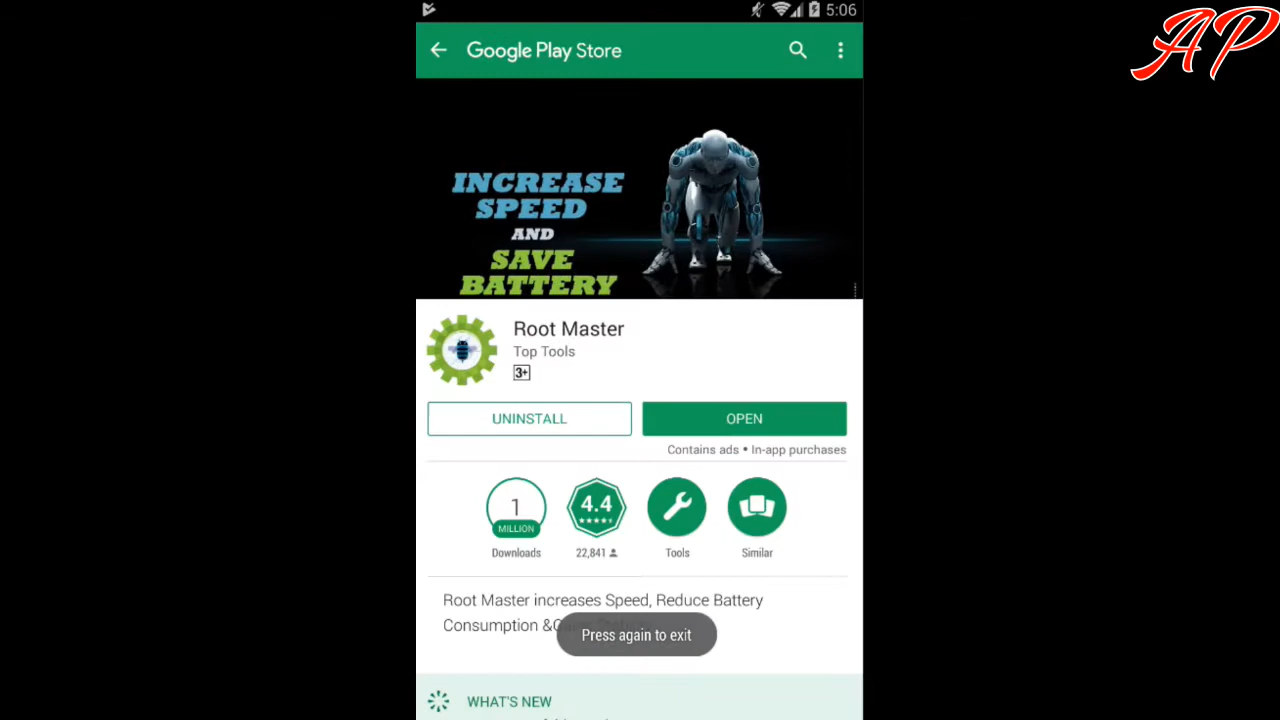 5:06
AP
Google Play Store
INCREASE
SPEED
AND
SAVE
BATTERY
Root Master
Top Tools
3+
UNINSTALL
OPEN
Contains ads • In-app purchases
1
MILLION
4.4
Downloads
22,841
Tools
Similar
Root Master increases Speed, Reduce Battery
Consumption &
Press again to exit
WHAT'S NEW